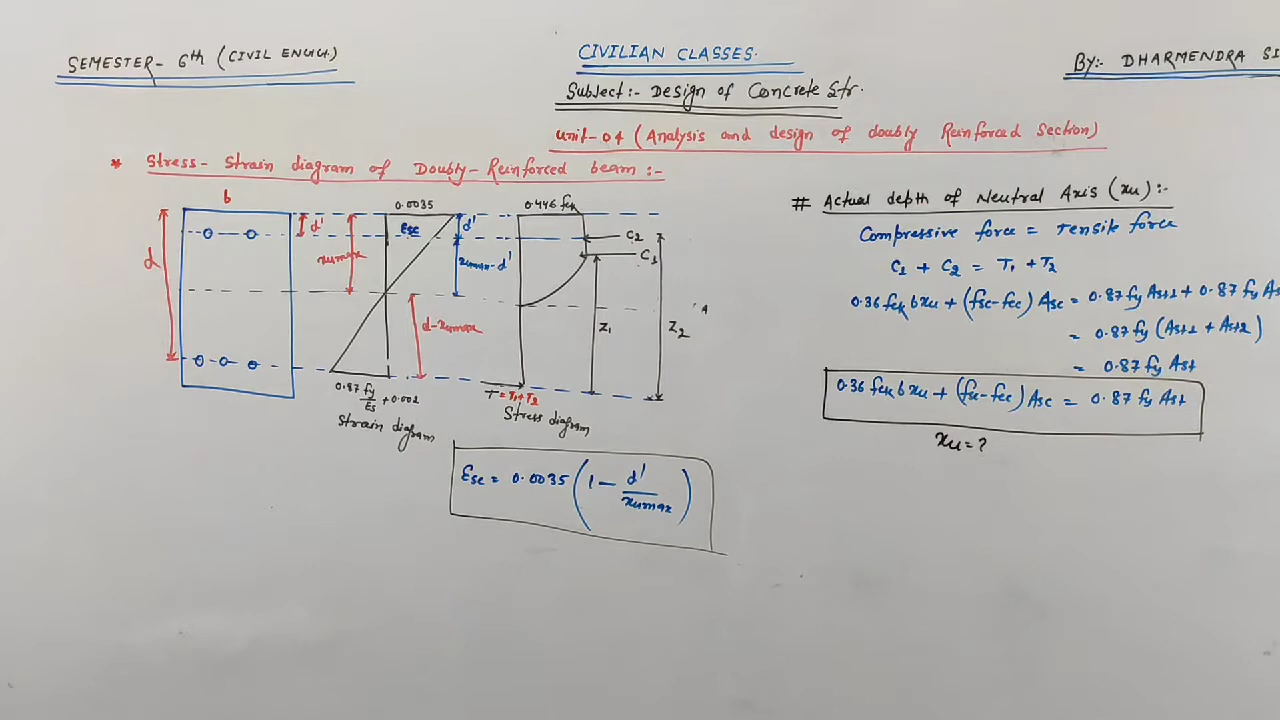 SEMESTER- 6th (CIVIL ENGG.)
CIVILIAN CLASSES.
BY:- DHARMENDRA SI
Subject:- Design of Concrete Str.
Unit-04 (Analysis and design of doubly Reinforced Section)
* Stress-Strain diagram of Doubly-Reinforced beam:-
b
d
d'
xumax
0.0035
Esc
d'
xumax-d'
d-xumax
0.87 fy/Es + 0.002
Strain diagram
0.446 fck
C2
C1
Z1
Z2
T = T1+T2
Stress diagram
Esc = 0.0035 (1 - d'/xumax)
# Actual depth of Neutral Axis (xu):-
Compressive force = Tensile force
C1 + C2 = T1 + T2
0.36 fck b xu + (fsc-fcc) Asc = 0.87 fy Ast1 + 0.87 fy As
= 0.87 fy (Ast1 + Ast2)
= 0.87 fy Ast
0.36 fck b xu + (fsc-fcc) Asc = 0.87 fy Ast
xu = ?